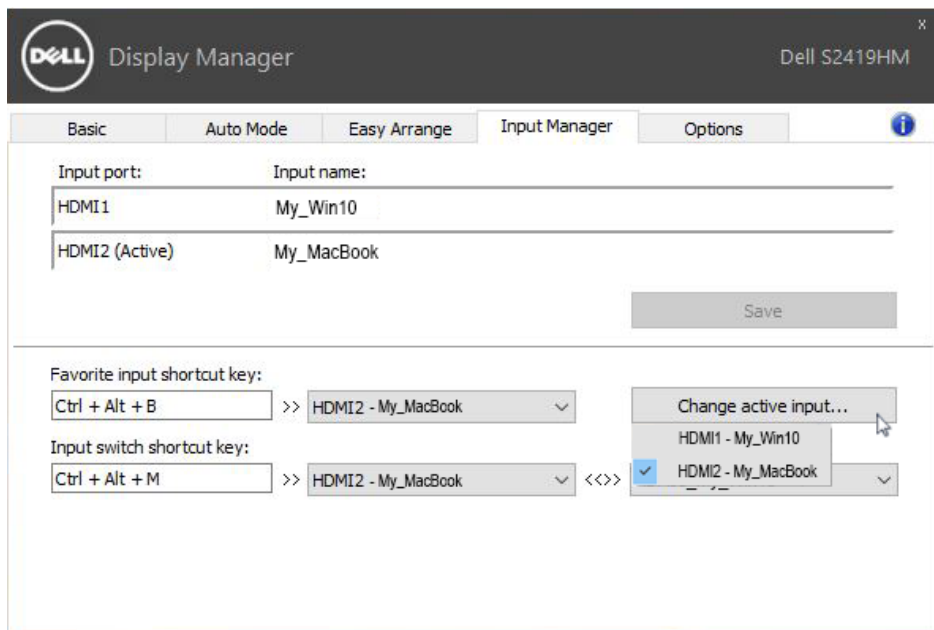 DELL Display Manager
x
Dell S2419HM
Basic Auto Mode Easy Arrange Input Manager Options i
Input port: Input name:
HDMI1 My_Win10
HDMI2 (Active) My_MacBook
Save
Favorite input shortcut key:
Ctrl + Alt + B >> HDMI2 - My_MacBook Change active input...
HDMI1 - My_Win10
Input switch shortcut key:
HDMI2 - My_MacBook
Ctrl + Alt + M >> HDMI2 - My_MacBook <<>>